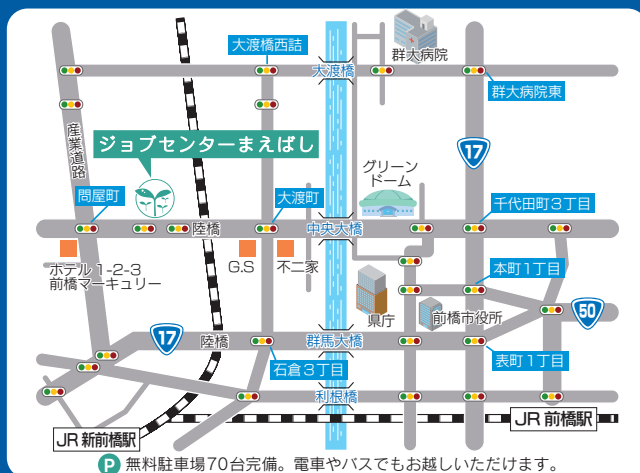 大渡橋西詰
群大病院
大渡橋
群大病院東
産業道路
ジョブセンターまえばし
17
グリーン
ドーム
問屋町
大渡町
千代田町3丁目
陸橋
中央大橋
ホテル 1-2-3
前橋マーキュリー
G.S
不二家
本町1丁目
県庁
前橋市役所
50
17
陸橋
群馬大橋
石倉3丁目
表町1丁目
利根橋
JR 新前橋駅
JR 前橋駅
P 無料駐車場70台完備。電車やバスでもお越しいただけます。